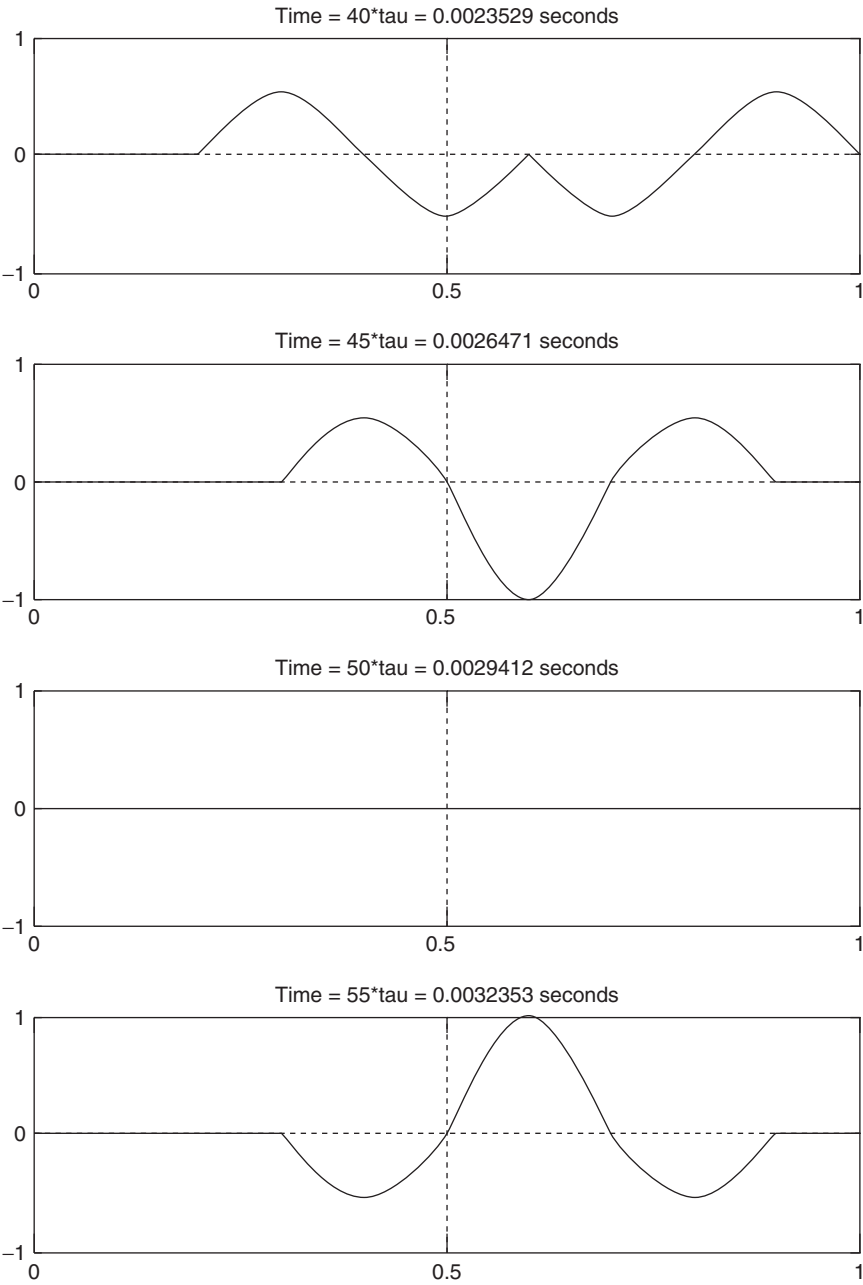 Time = 40*tau = 0.0023529 seconds
1
0
−1
0 0.5 1
Time = 45*tau = 0.0026471 seconds
1
0
−1
0 0.5 1
Time = 50*tau = 0.0029412 seconds
1
0
−1
0 0.5 1
Time = 55*tau = 0.0032353 seconds
1
0
−1
0 0.5 1